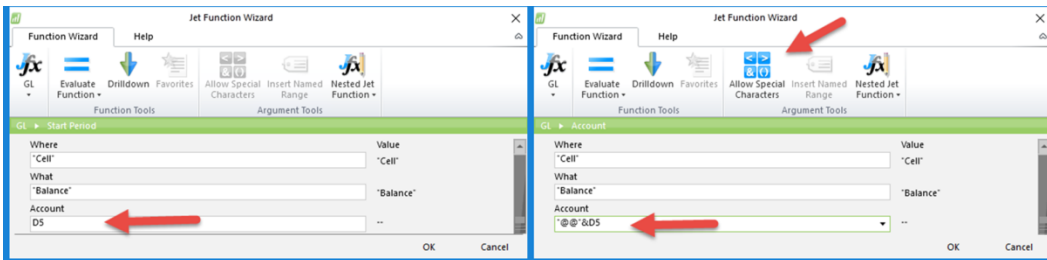 Jet Function Wizard
Function Wizard Help
GL
Evaluate Function
Drilldown
Favorites
Allow Special Characters
Insert Named Range
Nested Jet Function
Function Tools
Argument Tools
GL Start Period
Where
Value
"Cell"
"Cell"
What
"Balance"
"Balance"
Account
D5
--
OK
Cancel
Jet Function Wizard
Function Wizard Help
GL
Evaluate Function
Drilldown
Favorites
Allow Special Characters
Insert Named Range
Nested Jet Function
Function Tools
Argument Tools
GL Account
Where
Value
"Cell"
"Cell"
What
"Balance"
"Balance"
Account
"@@"&D5
--
OK
Cancel